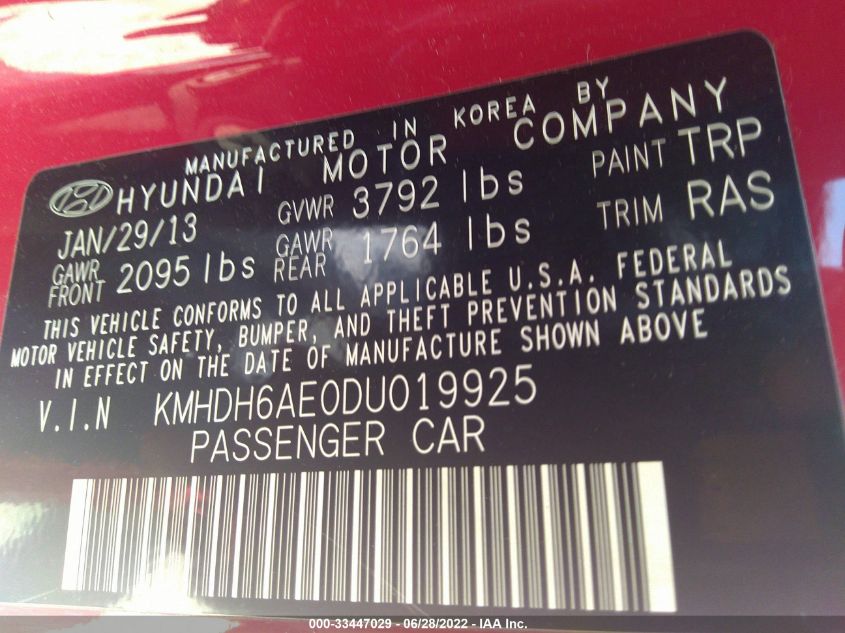 MANUFACTURED IN KOREA BY
HYUNDAI MOTOR COMPANY
JAN/29/13 GVWR 3792 lbs PAINT TRP
GAWR FRONT 2095 lbs GAWR REAR 1764 lbs TRIM RAS
THIS VEHICLE CONFORMS TO ALL APPLICABLE U.S.A. FEDERAL
MOTOR VEHICLE SAFETY, BUMPER, AND THEFT PREVENTION STANDARDS
IN EFFECT ON THE DATE OF MANUFACTURE SHOWN ABOVE
V.I.N KMHDH6AE0DU019925
PASSENGER CAR
000-33447029 - 06/28/2022 - IAA Inc.